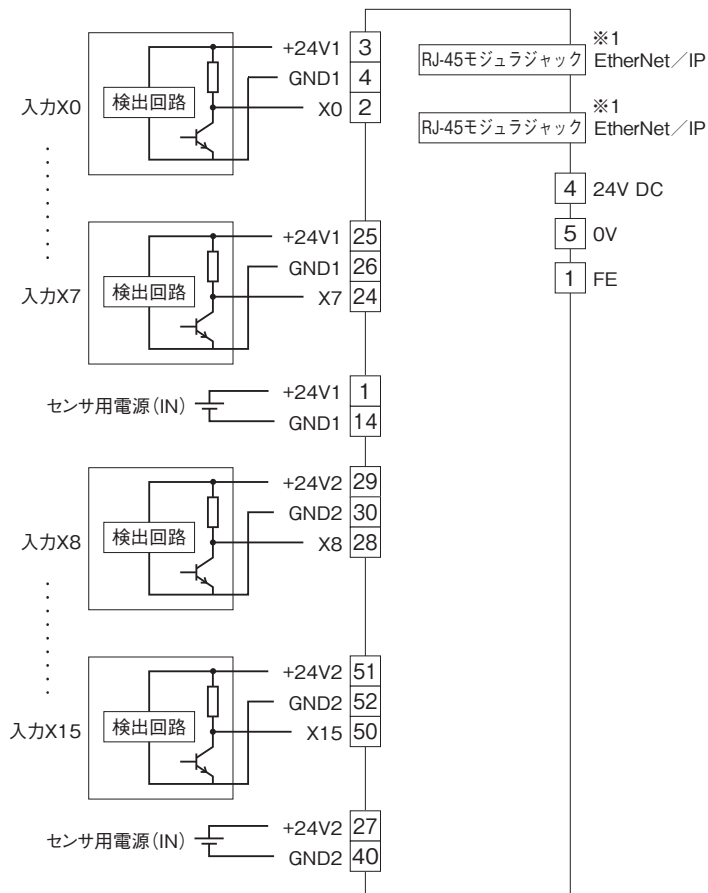 +24V1 3
GND1 4
X0 2
検出回路
入力X0
+24V1 25
GND1 26
X7 24
検出回路
入力X7
センサ用電源(IN)
+24V1 1
GND1 14
+24V2 29
GND2 30
X8 28
検出回路
入力X8
+24V2 51
GND2 52
X15 50
検出回路
入力X15
センサ用電源(IN)
+24V2 27
GND2 40
RJ-45モジュラジャック
※1
EtherNet/IP
RJ-45モジュラジャック
※1
EtherNet/IP
4 24V DC
5 0V
1 FE